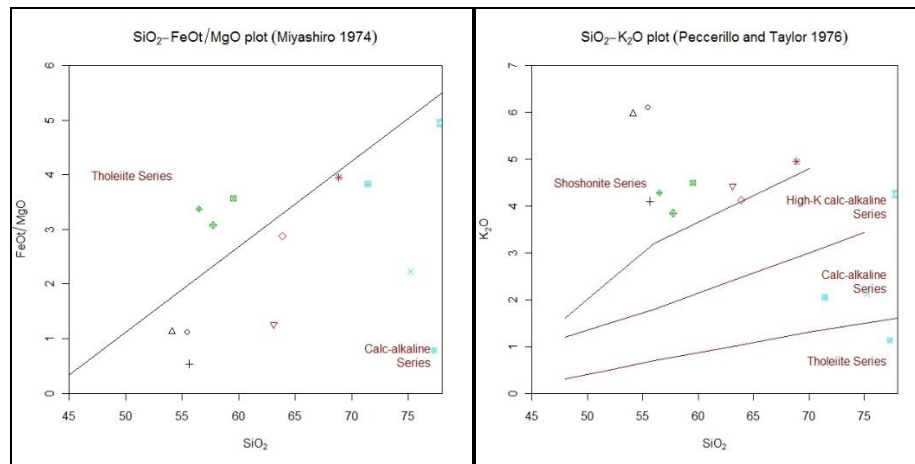 SiO₂–FeOt/MgO plot (Miyashiro 1974)
FeOt/MgO
6
5
4
3
2
1
0
Tholeiite Series
Calc-alkaline
Series
45 50 55 60 65 70 75
SiO₂
SiO₂–K₂O plot (Peccerillo and Taylor 1976)
K₂O
7
6
5
4
3
2
1
0
Shoshonite Series
High-K calc-alkaline
Series
Calc-alkaline
Series
Tholeiite Series
45 50 55 60 65 70 75
SiO₂